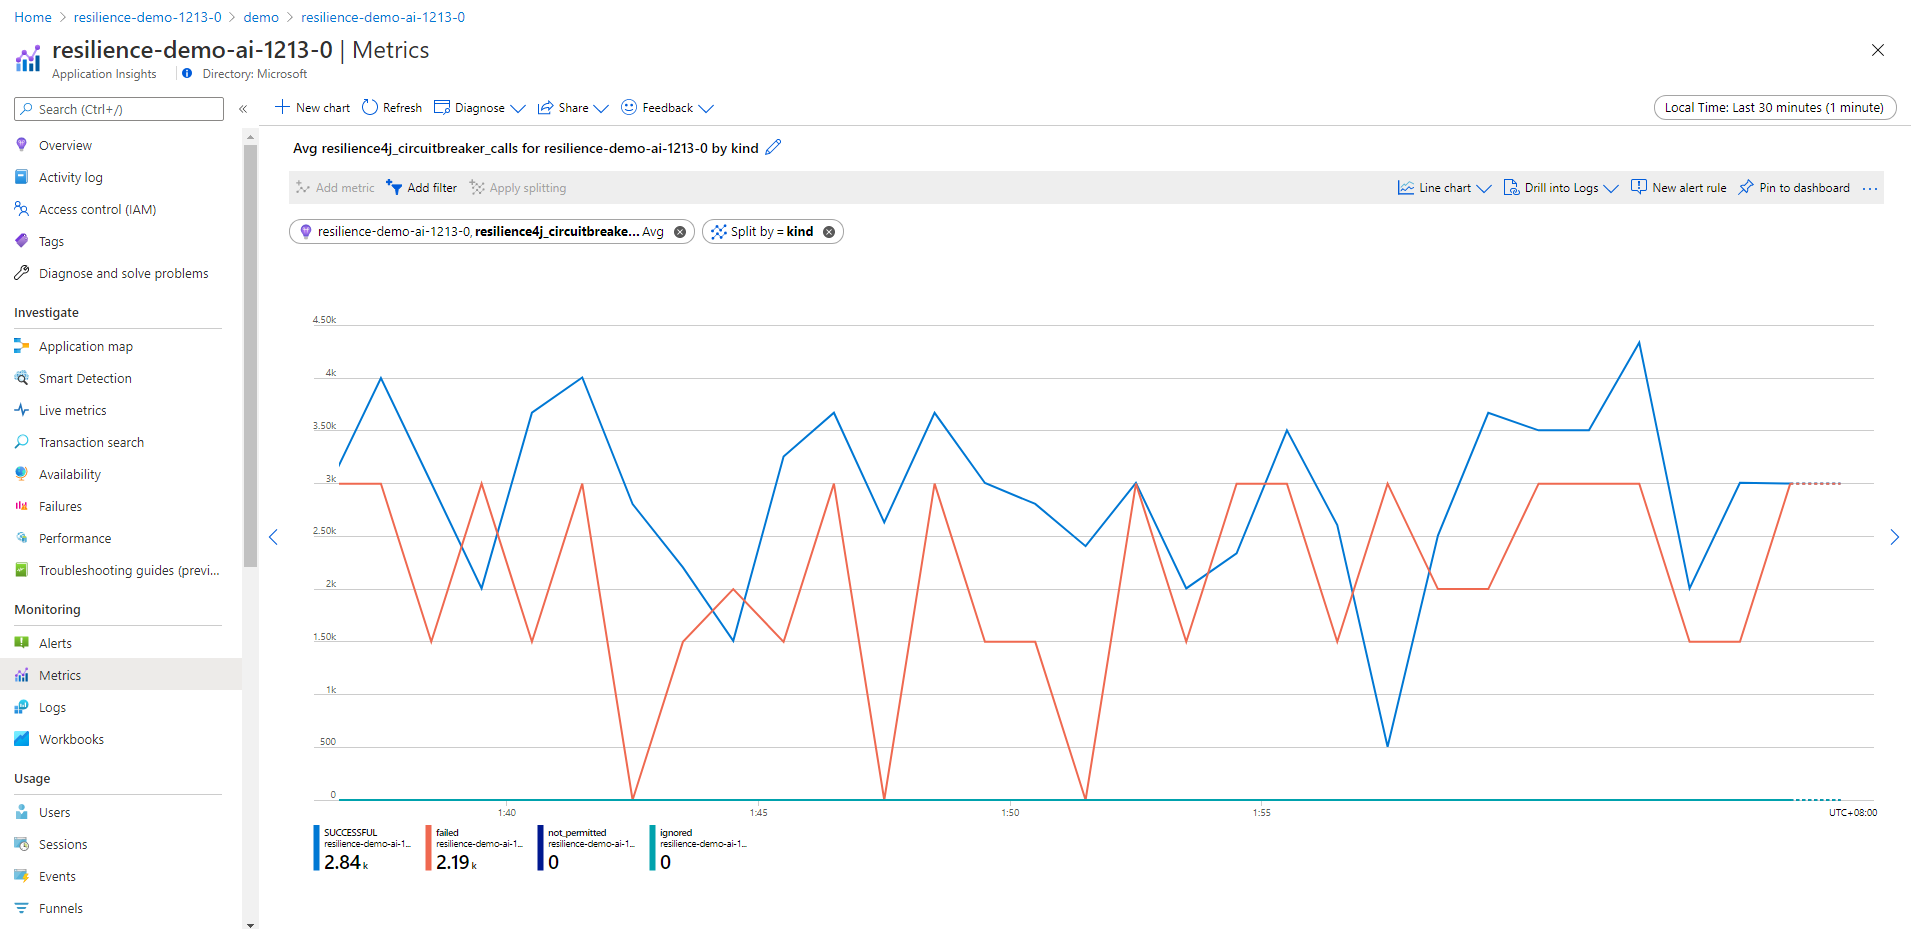 Home > resilience-demo-1213-0 > demo > resilience-demo-ai-1213-0
resilience-demo-ai-1213-0 | Metrics
Application Insights
Directory: Microsoft
Search (Ctrl+/)
«
New chart
Refresh
Diagnose
Share
Feedback
Local Time: Last 30 minutes (1 minute)
Overview
Activity log
Access control (IAM)
Tags
Diagnose and solve problems
Investigate
Application map
Smart Detection
Live metrics
Transaction search
Availability
Failures
Performance
Troubleshooting guides (previ...
Monitoring
Alerts
Metrics
Logs
Workbooks
Usage
Users
Sessions
Events
Funnels
Avg resilience4j_circuitbreaker_calls for resilience-demo-ai-1213-0 by kind
Add metric
Add filter
Apply splitting
Line chart
Drill into Logs
New alert rule
Pin to dashboard
...
resilience-demo-ai-1213-0, resilience4j_circuitbreake... Avg
Split by = kind
4.50k
4k
3.50k
3k
2.50k
2k
1.50k
1k
500
0
1:40
1:45
1:50
1:55
UTC+08:00
SUCCESSFUL
resilience-demo-ai-1...
2.84 k
failed
resilience-demo-ai-1...
2.19 k
not_permitted
resilience-demo-ai-1...
0
ignored
resilience-demo-ai-1...
0